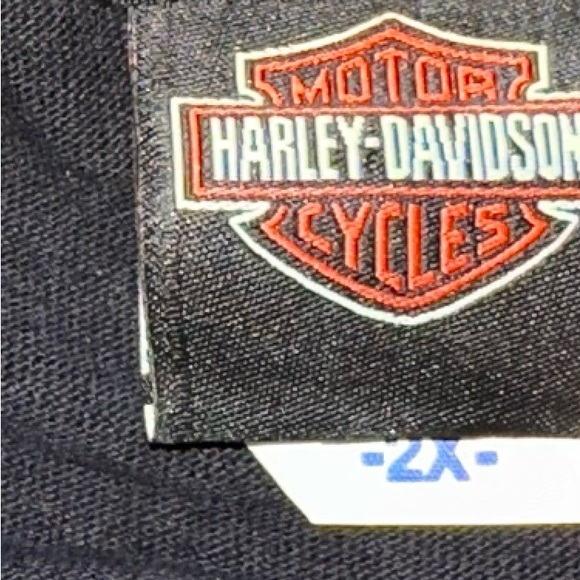 MOTOR
HARLEY-DAVIDSON
CYCLES
-2X-